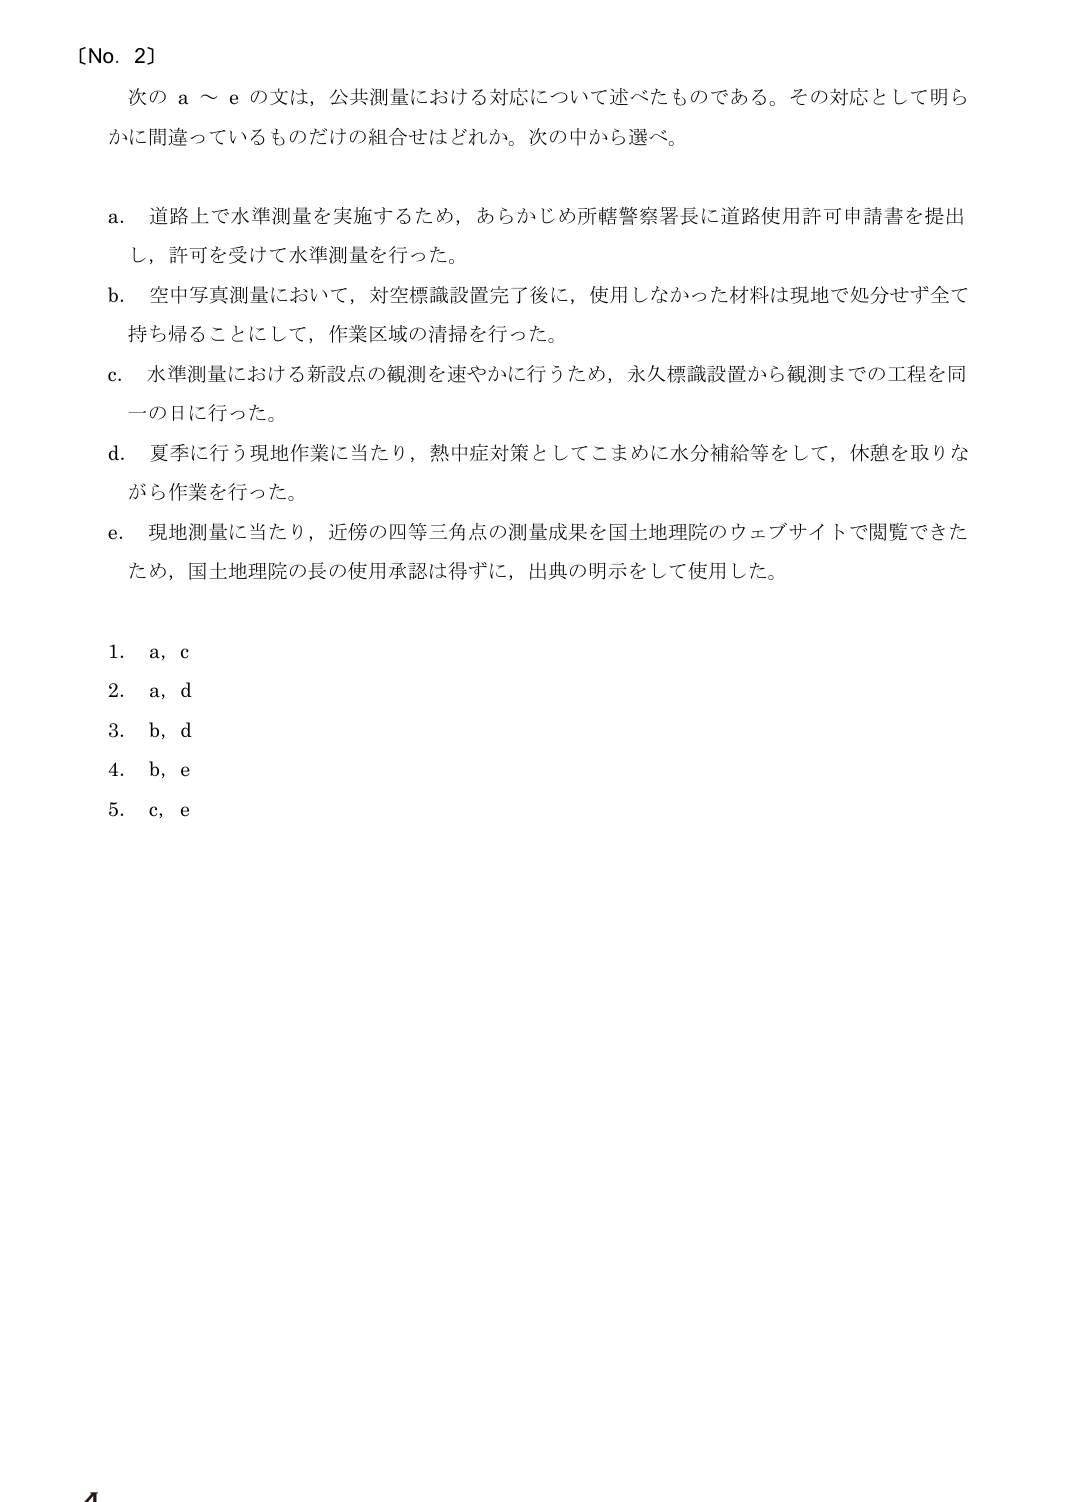 〔No. 2〕
次の a ～ e の文は，公共測量における対応について述べたものである。その対応として明ら
かに間違っているものだけの組合せはどれか。次の中から選べ。
a. 道路上で水準測量を実施するため，あらかじめ所轄警察署長に道路使用許可申請書を提出
し，許可を受けて水準測量を行った。
b. 空中写真測量において，対空標識設置完了後に，使用しなかった材料は現地で処分せず全て
持ち帰ることにして，作業区域の清掃を行った。
c. 水準測量における新設点の観測を速やかに行うため，永久標識設置から観測までの工程を同
一の日に行った。
d. 夏季に行う現地作業に当たり，熱中症対策としてこまめに水分補給等をして，休憩を取りな
がら作業を行った。
e. 現地測量に当たり，近傍の四等三角点の測量成果を国土地理院のウェブサイトで閲覧できた
ため，国土地理院の長の使用承認は得ずに，出典の明示をして使用した。
1. a，c
2. a，d
3. b，d
4. b，e
5. c，e